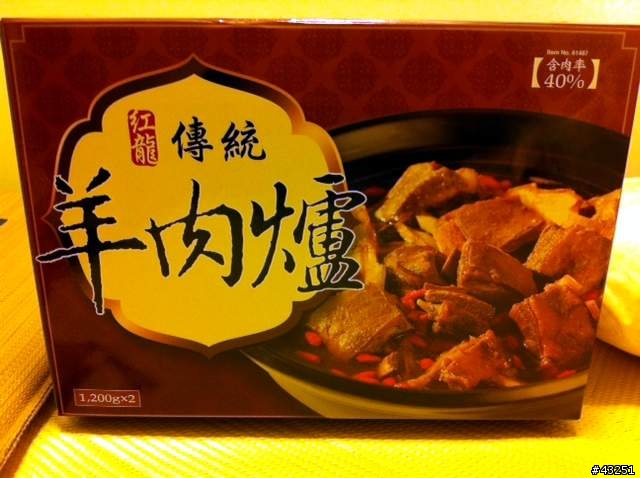 Item No. 61487
含肉率
【40%】
紅龍
傳統
羊肉爐
1,200g×2
#43251